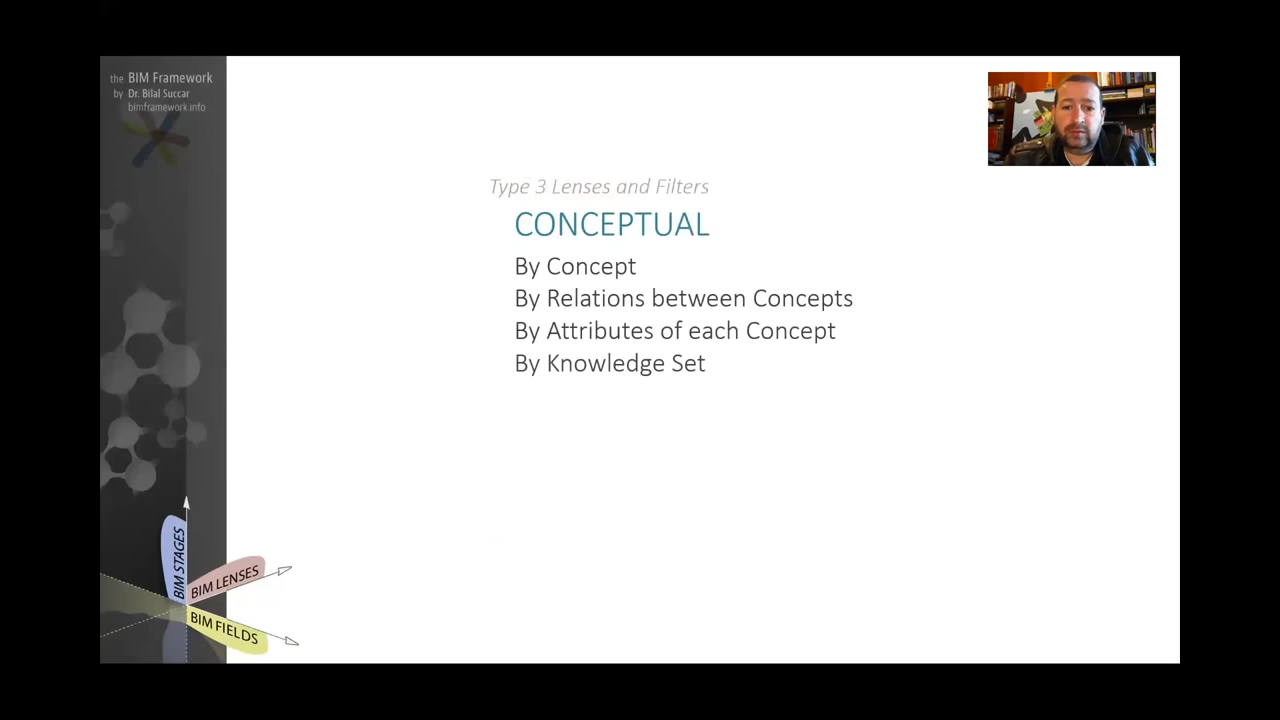 the BIM Framework
by Dr. Bilal Succar
bimframework.info
Type 3 Lenses and Filters
CONCEPTUAL
By Concept
By Relations between Concepts
By Attributes of each Concept
By Knowledge Set
BIM STAGES
BIM LENSES
BIM FIELDS